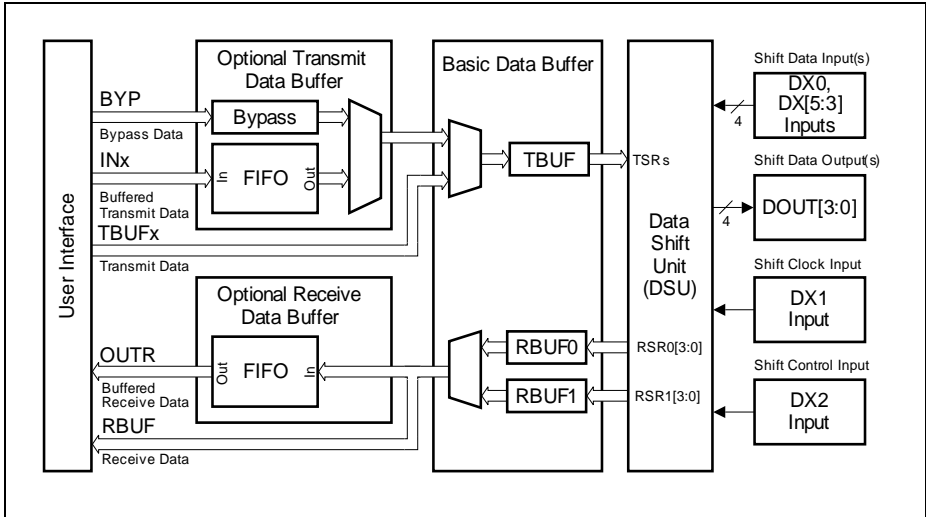 User Interface
BYP
Bypass Data
INx
Buffered
Transmit Data
TBUFx
Transmit Data
OUTR
Buffered
Receive Data
RBUF
Receive Data
Optional Transmit
Data Buffer
Bypass
In
FIFO
Out
Optional Receive
Data Buffer
Out
FIFO
In
Basic Data Buffer
TBUF
RBUF0
RBUF1
TSRs
Data
Shift
Unit
(DSU)
RSR0[3:0]
RSR1[3:0]
Shift Data Input(s)
4
DX0,
DX[5:3]
Inputs
Shift Data Output(s)
4
DOUT[3:0]
Shift Clock Input
DX1
Input
Shift Control Input
DX2
Input